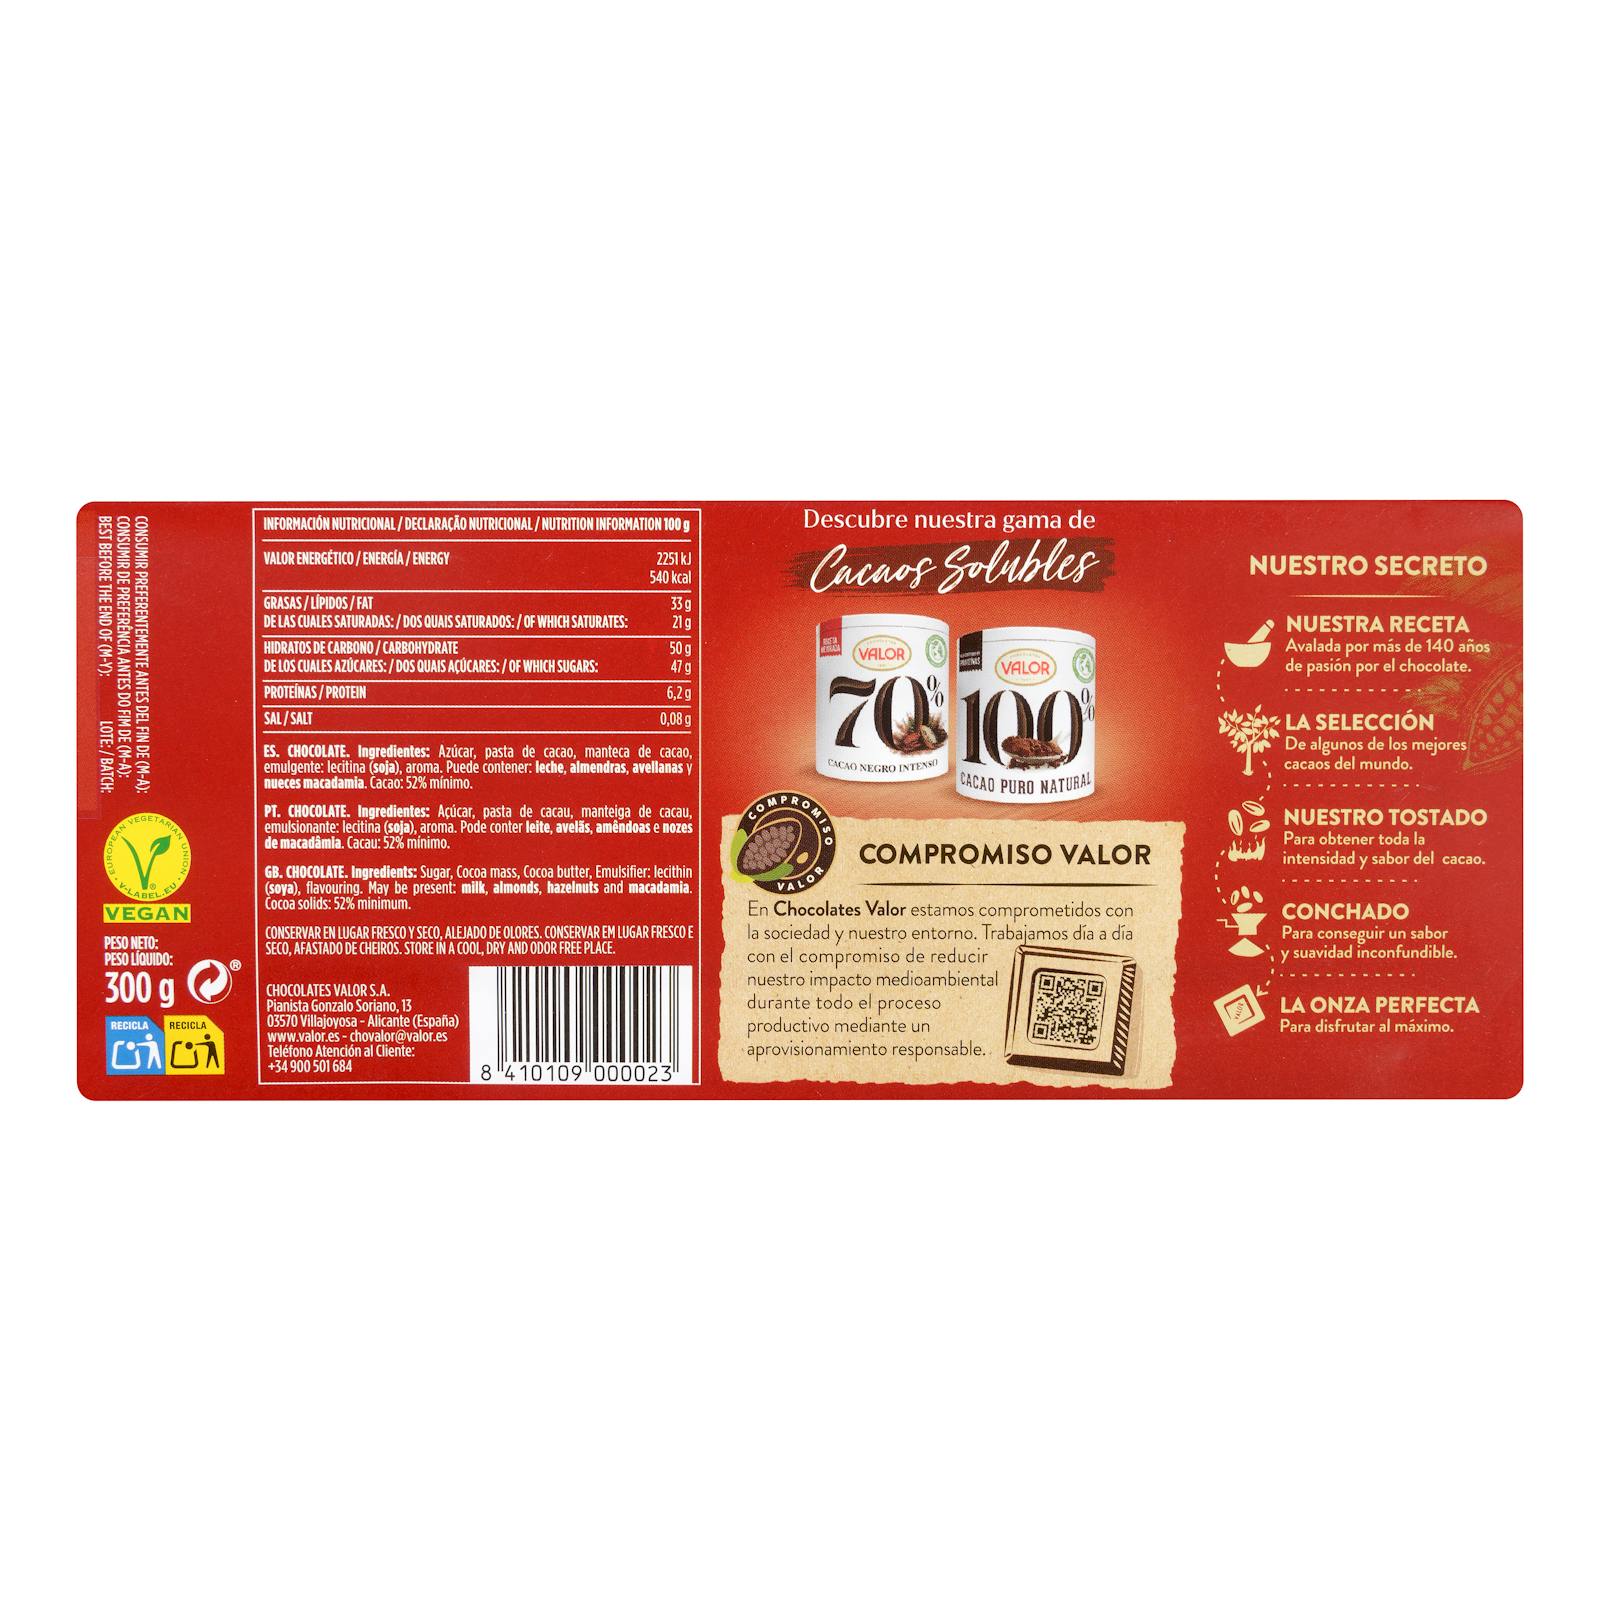 CONSUMIR PREFERENTEMENTE ANTES DEL FIN DE (M-A):
CONSUMIR DE PREFERÊNCIA ANTES DO FIM DE (M-A):
BEST BEFORE THE END OF (M-Y): LOTE: / BATCH:
EUROPEAN VEGETARIAN UNION
V-LABEL.EU
VEGAN
PESO NETO:
PESO LÍQUIDO:
300 g
®
RECICLA RECICLA
INFORMACIÓN NUTRICIONAL / DECLARAÇÃO NUTRICIONAL / NUTRITION INFORMATION 100 g
VALOR ENERGÉTICO / ENERGÍA / ENERGY 2251 kJ
540 kcal
GRASAS / LÍPIDOS / FAT 33 g
DE LAS CUALES SATURADAS: / DOS QUAIS SATURADOS: / OF WHICH SATURATES: 21 g
HIDRATOS DE CARBONO / CARBOHYDRATE 50 g
DE LOS CUALES AZÚCARES: / DOS QUAIS AÇÚCARES: / OF WHICH SUGARS: 47 g
PROTEÍNAS / PROTEIN 6,2 g
SAL / SALT 0,08 g
ES. CHOCOLATE. Ingredientes: Azúcar, pasta de cacao, manteca de cacao,
emulgente: lecitina (soja), aroma. Puede contener: leche, almendras, avellanas y
nueces macadamia. Cacao: 52% mínimo.
PT. CHOCOLATE. Ingredientes: Açúcar, pasta de cacau, manteiga de cacau,
emulsionante: lecitina (soja), aroma. Pode conter leite, avelãs, amêndoas e nozes
de macadâmia. Cacau: 52% mínimo.
GB. CHOCOLATE. Ingredients: Sugar, Cocoa mass, Cocoa butter, Emulsifier: lecithin
(soya), flavouring. May be present: milk, almonds, hazelnuts and macadamia.
Cocoa solids: 52% minimum.
CONSERVAR EN LUGAR FRESCO Y SECO, ALEJADO DE OLORES. CONSERVAR EM LUGAR FRESCO E
SECO, AFASTADO DE CHEIROS. STORE IN A COOL, DRY AND ODOR FREE PLACE.
CHOCOLATES VALOR S.A.
Pianista Gonzalo Soriano, 13
03570 Villajoyosa - Alicante (España)
www.valor.es - chovalor@valor.es
Teléfono Atención al Cliente:
+34 900 501 684
8 410109 000023
Descubre nuestra gama de
Cacaos Solubles
RECETA MEJORADA
VALOR
70%
CACAO NEGRO INTENSO
VALOR
100%
CACAO PURO NATURAL
COMPROMISO VALOR
COMPROMISO VALOR
En Chocolates Valor estamos comprometidos con
la sociedad y nuestro entorno. Trabajamos día a día
con el compromiso de reducir
nuestro impacto medioambiental
durante todo el proceso
productivo mediante un
aprovisionamiento responsable.
NUESTRO SECRETO
NUESTRA RECETA
Avalada por más de 140 años
de pasión por el chocolate.
LA SELECCIÓN
De algunos de los mejores
cacaos del mundo.
NUESTRO TOSTADO
Para obtener toda la
intensidad y sabor del cacao.
CONCHADO
Para conseguir un sabor
y suavidad inconfundible.
VALOR
LA ONZA PERFECTA
Para disfrutar al máximo.